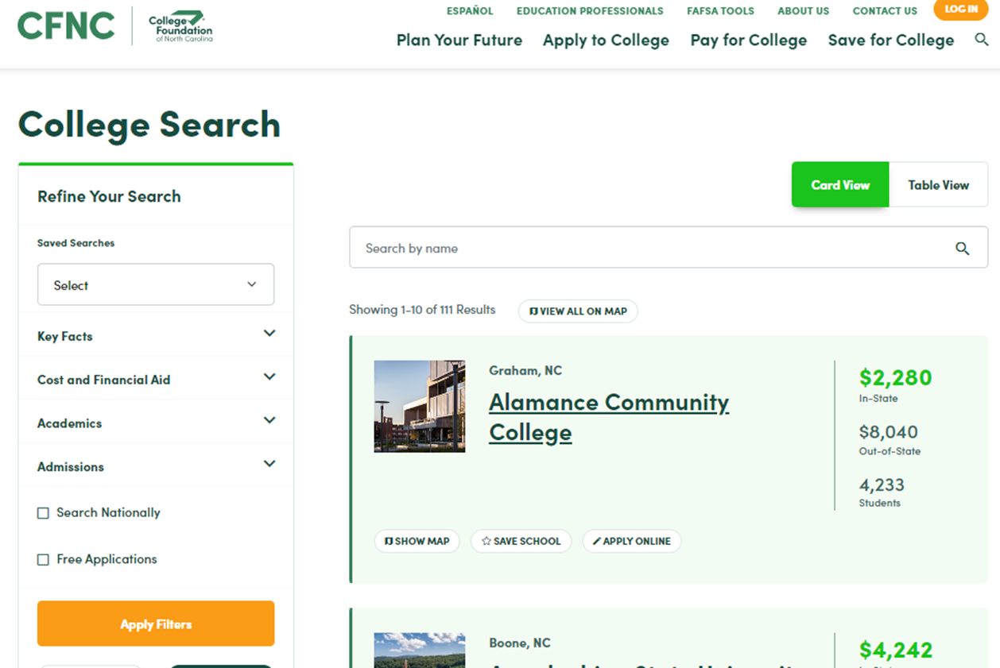 CFNC
College
Foundation
of North Carolina
ESPAÑOL EDUCATION PROFESSIONALS FAFSA TOOLS ABOUT US CONTACT US LOG IN
Plan Your Future Apply to College Pay for College Save for College
College Search
Refine Your Search
Saved Searches
Select
Key Facts
Cost and Financial Aid
Academics
Admissions
Search Nationally
Free Applications
Apply Filters
Card View Table View
Search by name
Showing 1-10 of 111 Results VIEW ALL ON MAP
Graham, NC
Alamance Community
College
$2,280
In-State
$8,040
Out-of-State
4,233
Students
SHOW MAP SAVE SCHOOL APPLY ONLINE
Boone, NC
$4,242